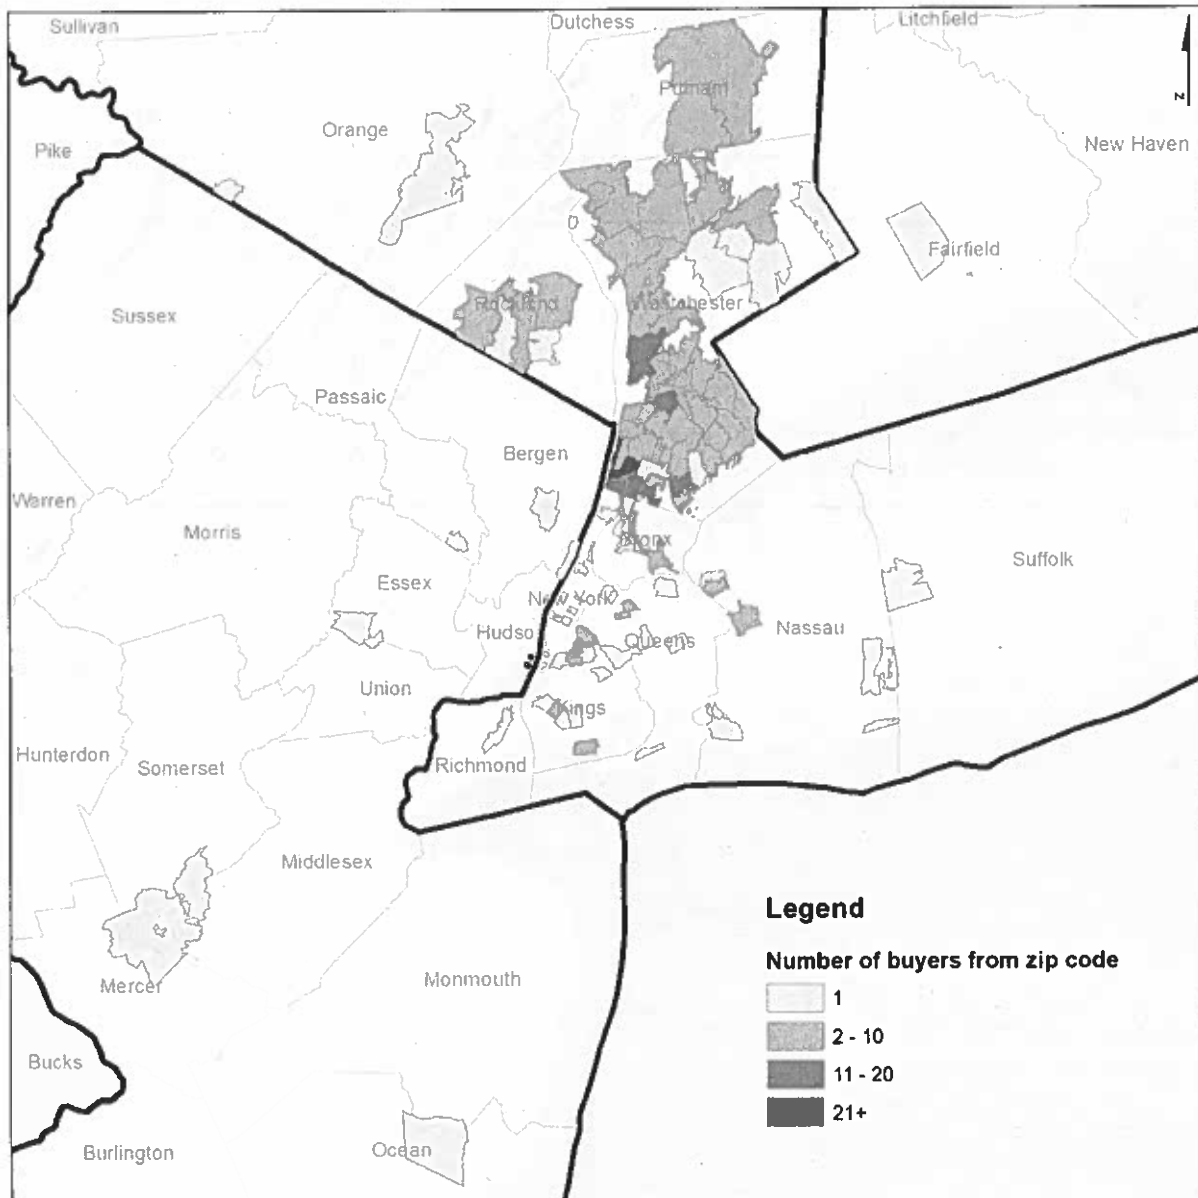 Sullivan
Dutchess
Litchfield
Putnam
Orange
New Haven
Pike
N
Fairfield
Rockland
Westchester
Sussex
Passaic
Bergen
Warren
Morris
Bronx
Suffolk
Essex
New York
Hudso
Queens
Nassau
Union
Kings
Hunterdon
Somerset
Richmond
Middlesex
Legend
Number of buyers from zip code
Mercer
Monmouth
1
2 - 10
Bucks
11 - 20
21+
Burlington
Ocean